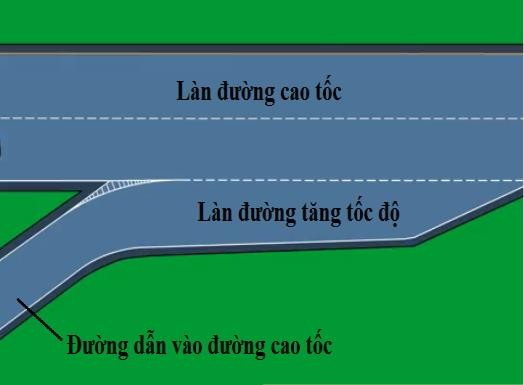 Làn đường cao tốc
Làn đường tăng tốc độ
Đường dẫn vào đường cao tốc